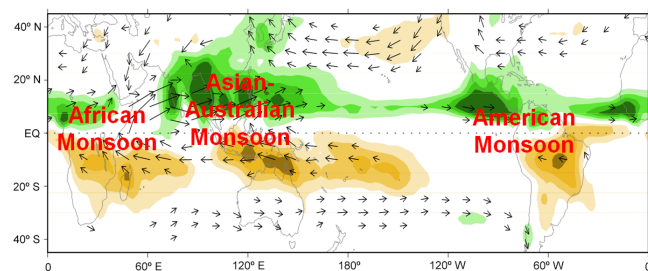 40° N
20° N
EQ
20° S
40° S
African
Monsoon
Asian-
Australian
Monsoon
American
Monsoon
0
60° E
120° E
180°
120° W
60° W
0